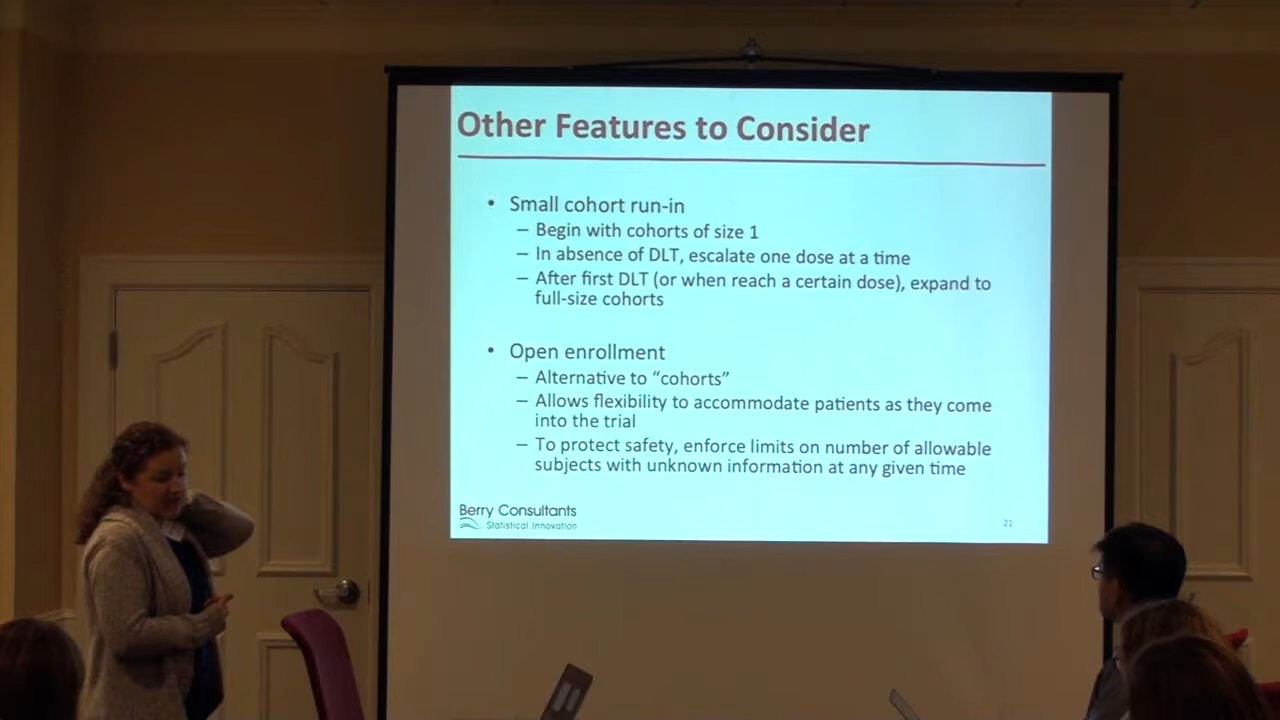 Other Features to Consider
• Small cohort run-in
– Begin with cohorts of size 1
– In absence of DLT, escalate one dose at a time
– After first DLT (or when reach a certain dose), expand to
full-size cohorts
• Open enrollment
– Alternative to “cohorts”
– Allows flexibility to accommodate patients as they come
into the trial
– To protect safety, enforce limits on number of allowable
subjects with unknown information at any given time
Berry Consultants
Statistical Innovation
21